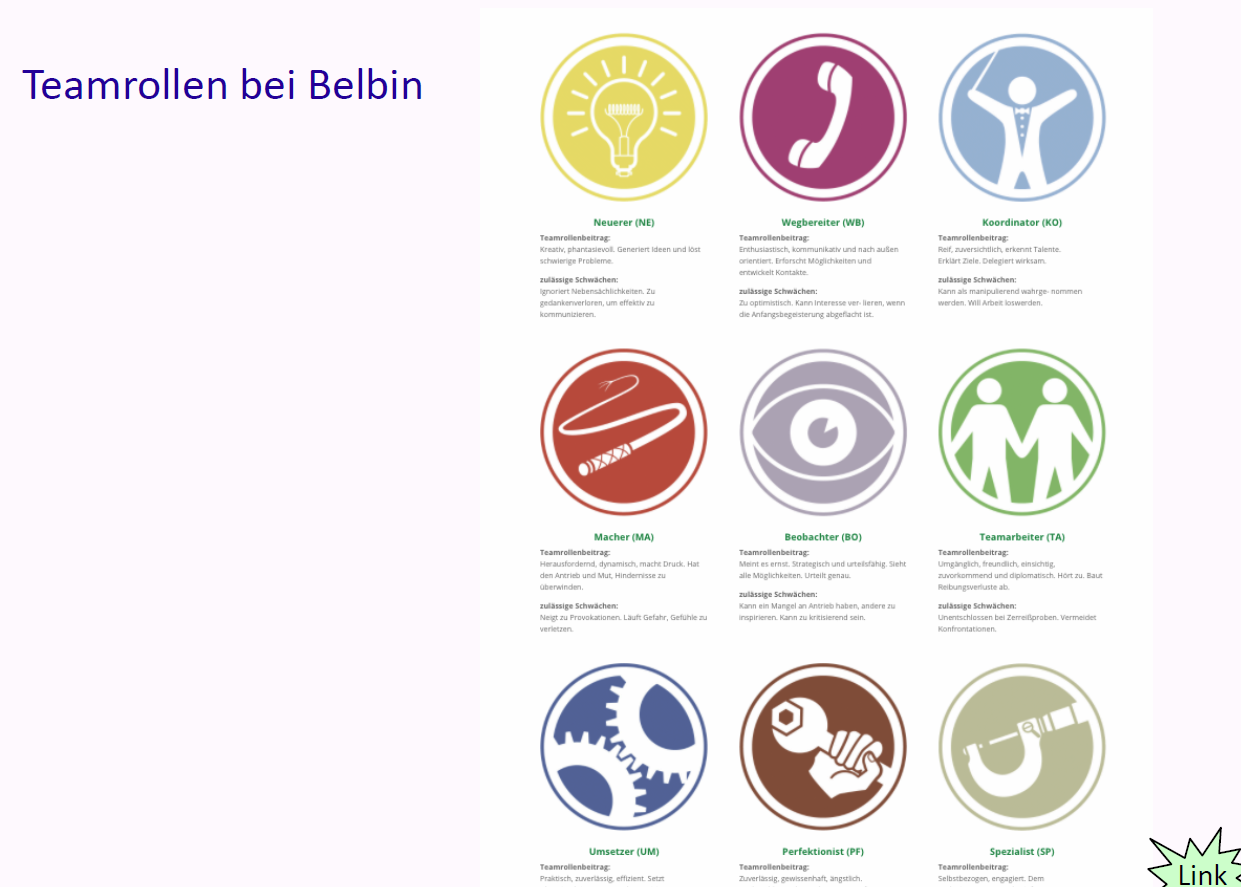 Teamrollen bei Belbin
Neuerer (NE)
Teamrollenbeitrag:
Kreativ, phantasievoll. Generiert Ideen und löst
schwierige Probleme.
zulässige Schwächen:
Ignoriert Nebensächlichkeiten. Zu
gedankenverloren, um effektiv zu
kommunizieren.
Wegbereiter (WB)
Teamrollenbeitrag:
Enthusiastisch, kommunikativ und nach außen
orientiert. Erforscht Möglichkeiten und
entwickelt Kontakte.
zulässige Schwächen:
Zu optimistisch. Kann Interesse ver- lieren, wenn
die Anfangsbegeisterung abgeflacht ist.
Koordinator (KO)
Teamrollenbeitrag:
Reif, zuversichtlich, erkennt Talente.
Erklärt Ziele. Delegiert wirksam.
zulässige Schwächen:
Kann als manipulierend wahrge- nommen
werden. Will Arbeit loswerden.
Macher (MA)
Teamrollenbeitrag:
Herausfordernd, dynamisch, macht Druck. Hat
den Antrieb und Mut, Hindernisse zu
überwinden.
zulässige Schwächen:
Neigt zu Provokationen. Läuft Gefahr, Gefühle zu
verletzen.
Beobachter (BO)
Teamrollenbeitrag:
Meint es ernst. Strategisch und urteilsfähig. Sieht
alle Möglichkeiten. Urteilt genau.
zulässige Schwächen:
Kann ein Mangel an Antrieb haben, andere zu
inspirieren. Kann zu kritisierend sein.
Teamarbeiter (TA)
Teamrollenbeitrag:
Umgänglich, freundlich, einsichtig,
zuvorkommend und diplomatisch. Hört zu. Baut
Reibungsverluste ab.
zulässige Schwächen:
Unentschlossen bei Zerreißproben. Vermeidet
Konfrontationen.
Umsetzer (UM)
Teamrollenbeitrag:
Praktisch, zuverlässig, effizient. Setzt
Perfektionist (PF)
Teamrollenbeitrag:
Zuverlässig, gewissenhaft, ängstlich.
Spezialist (SP)
Teamrollenbeitrag:
Selbstbezogen, engagiert. Dem
Link